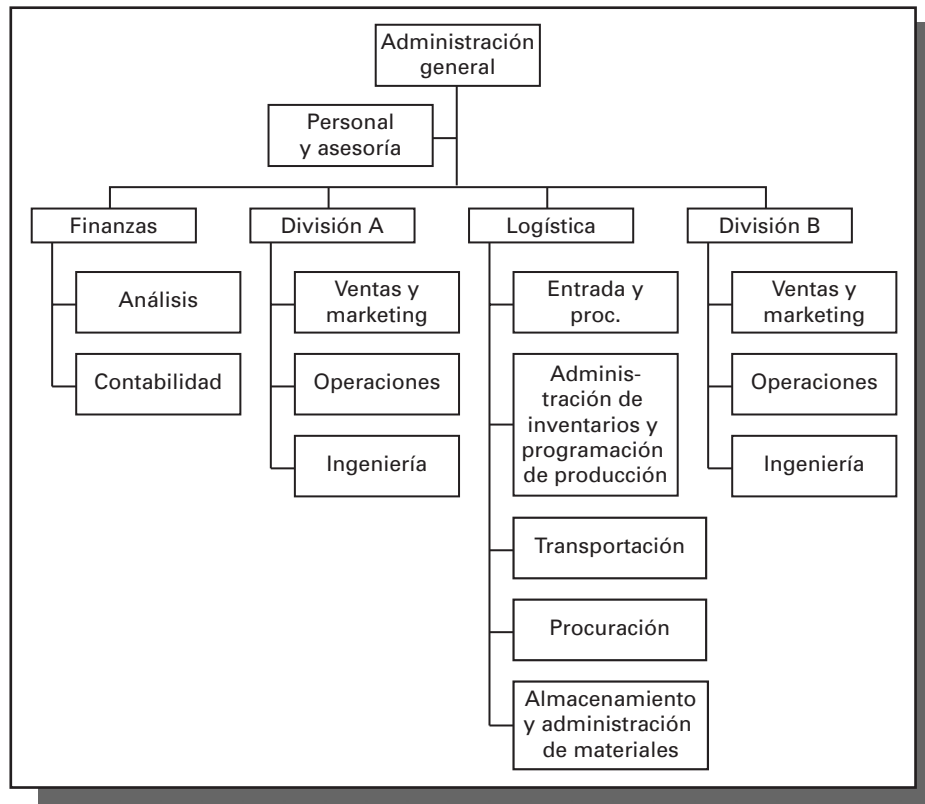 Administración
general
Personal
y asesoría
Finanzas
División A
Logística
División B
Análisis
Contabilidad
Ventas y
marketing
Operaciones
Ingeniería
Entrada y
proc.
Adminis-
tración de
inventarios y
programación
de producción
Transportación
Procuración
Almacenamiento
y administración
de materiales
Ventas y
marketing
Operaciones
Ingeniería